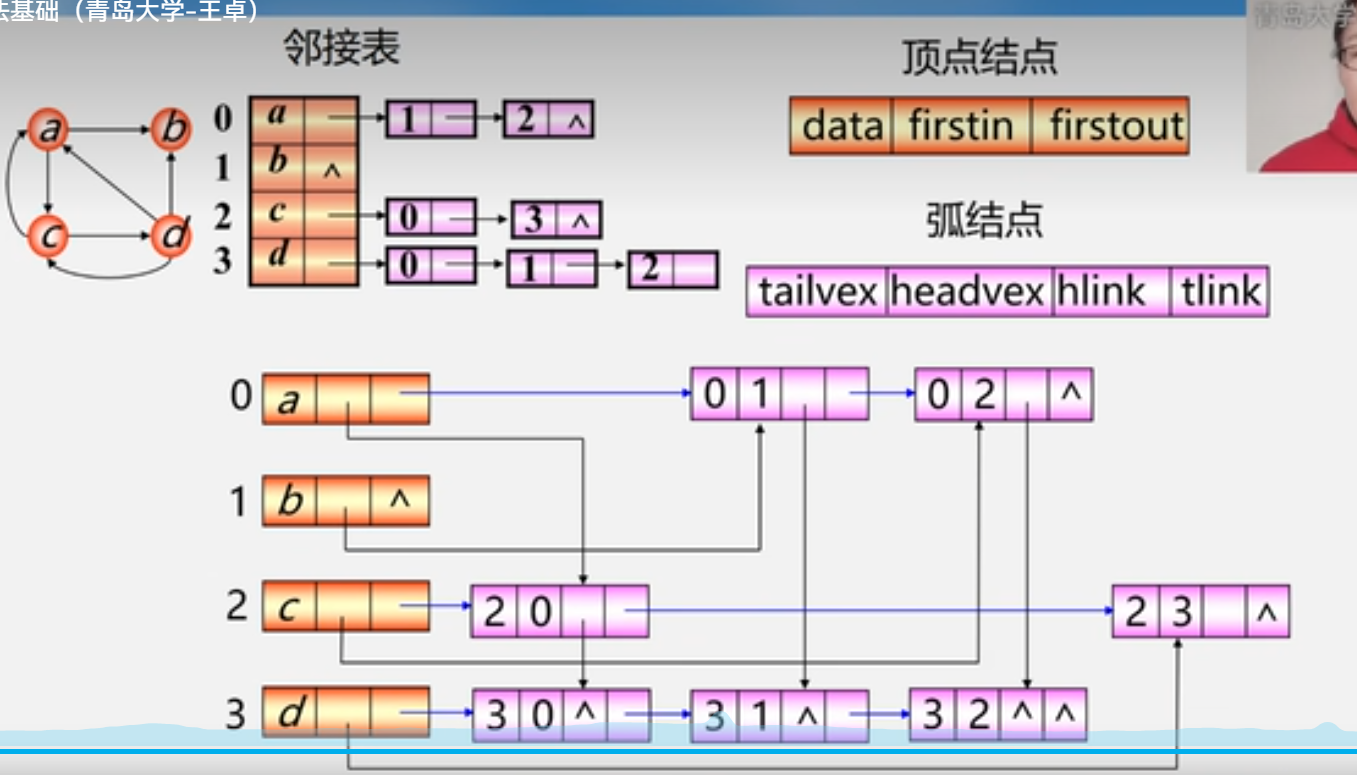 法基础（青岛大学-王卓）
青岛大学
邻接表
顶点结点
data firstin firstout
a b
c d
0 a 1 2 ^
1 b ^
2 c 0 3 ^
3 d 0 1 2
弧结点
tailvex headvex hlink tlink
0 a 0 1 0 2 ^
1 b ^
2 c 2 0 2 3 ^
3 d 3 0 ^ 3 1 ^ 3 2 ^ ^